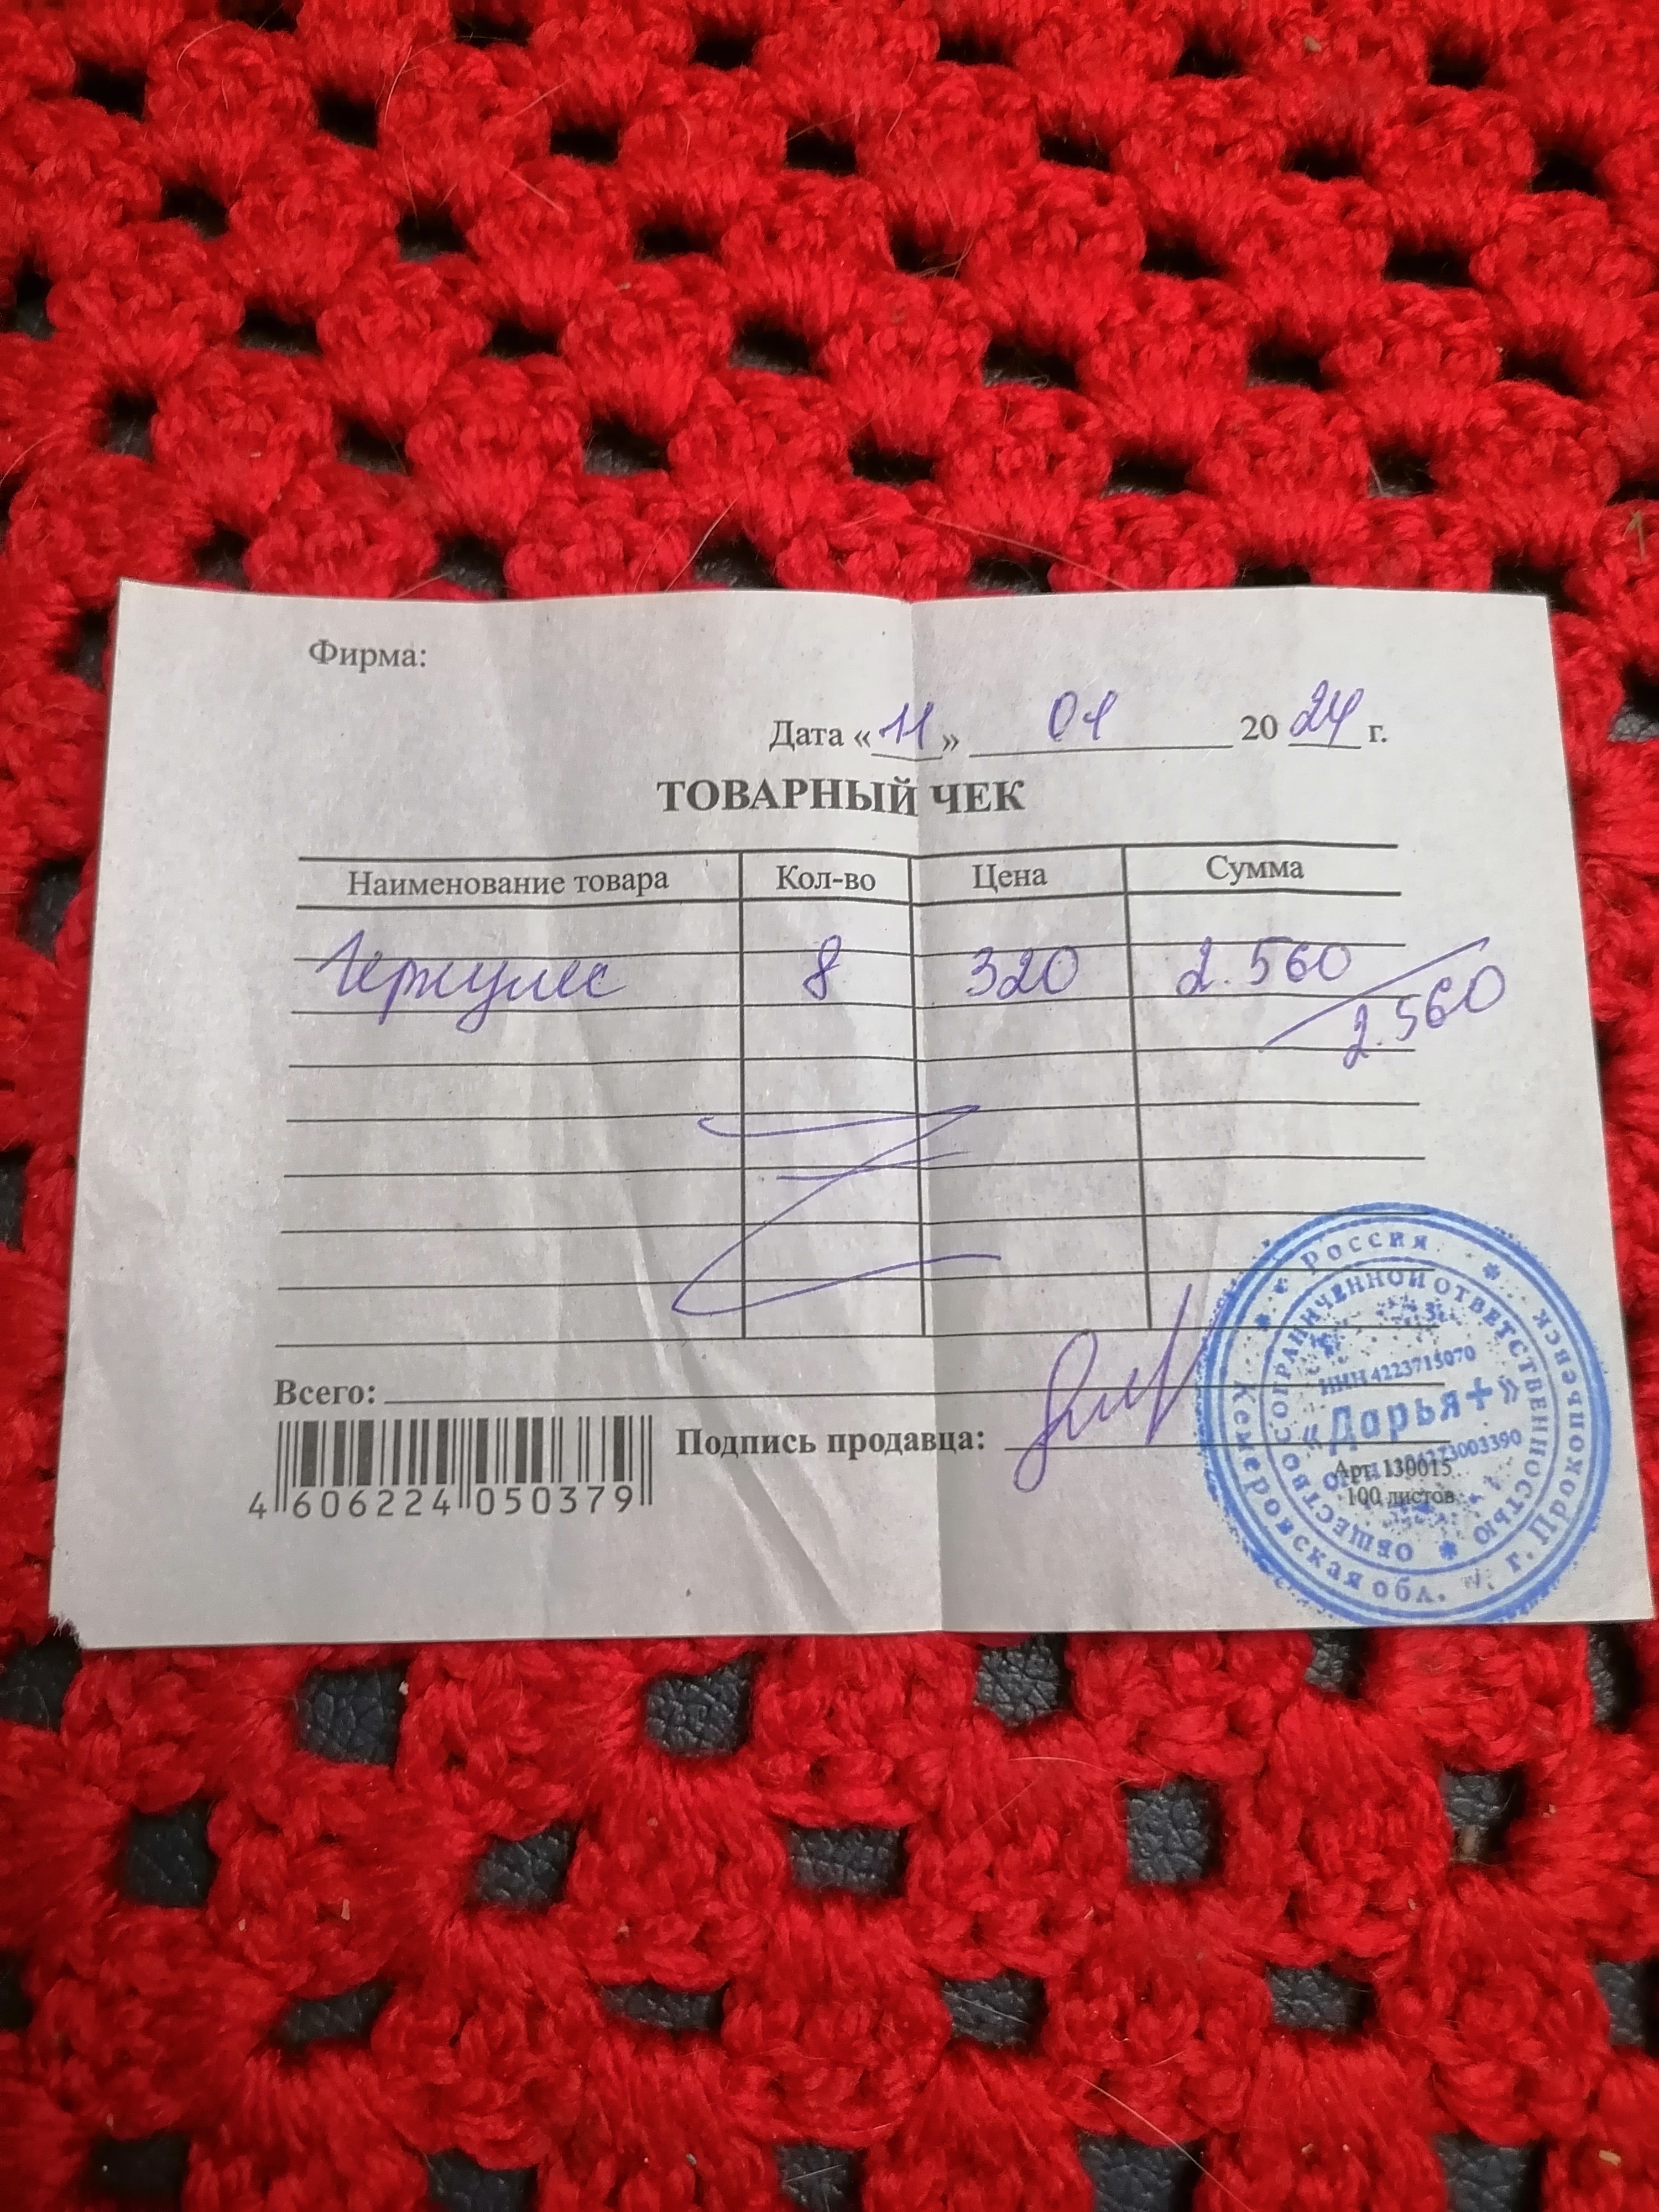 Фирма:
Дата «11» 01 2024 г.
ТОВАРНЫЙ ЧЕК
Наименование товара Кол-во Цена Сумма
Геркулес 8 320 2.560
2.560
Всего:
Подпись продавца:
4 606224 050379
Арт. 130015
100 листов
Россия
Кемеровская обл. г. Прокопьевск
ОБЩЕСТВО С ОГРАНИЧЕННОЙ ОТВЕТСТВЕННОСТЬЮ
ИНН 4223715070
«Дарья+»